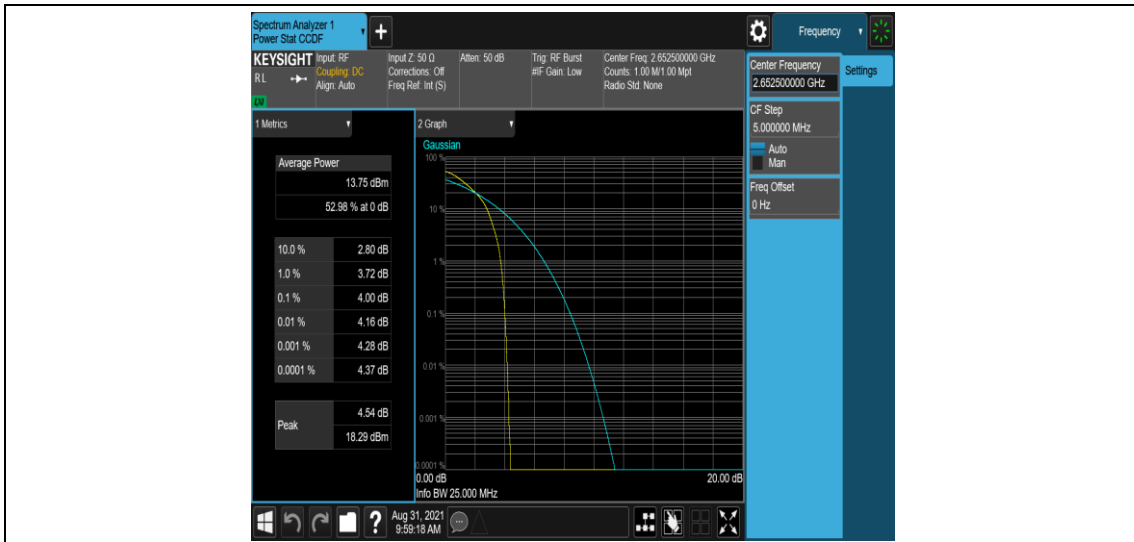 Spectrum Analyzer 1
Power Stat CCDF
Frequency
KEYSIGHT
RL
LXI
Input: RF
Coupling: DC
Align: Auto
Input Z: 50 Ω
Corrections: Off
Freq Ref: Int (S)
Atten: 50 dB
Trig: RF Burst
#IF Gain: Low
Center Freq: 2.652500000 GHz
Counts: 1.00 M/1.00 Mpt
Radio Std: None
Center Frequency
2.652500000 GHz
Settings
CF Step
5.000000 MHz
Auto
Man
Freq Offset
0 Hz
1 Metrics
Average Power
13.75 dBm
52.98 % at 0 dB
10.0 % 2.80 dB
1.0 % 3.72 dB
0.1 % 4.00 dB
0.01 % 4.16 dB
0.001 % 4.28 dB
0.0001 % 4.37 dB
Peak 4.54 dB
18.29 dBm
2 Graph
Gaussian
100 %
10 %
1 %
0.1 %
0.01 %
0.001 %
0.0001 %
0.00 dB 20.00 dB
Info BW 25.000 MHz
?
Aug 31, 2021
9:59:18 AM